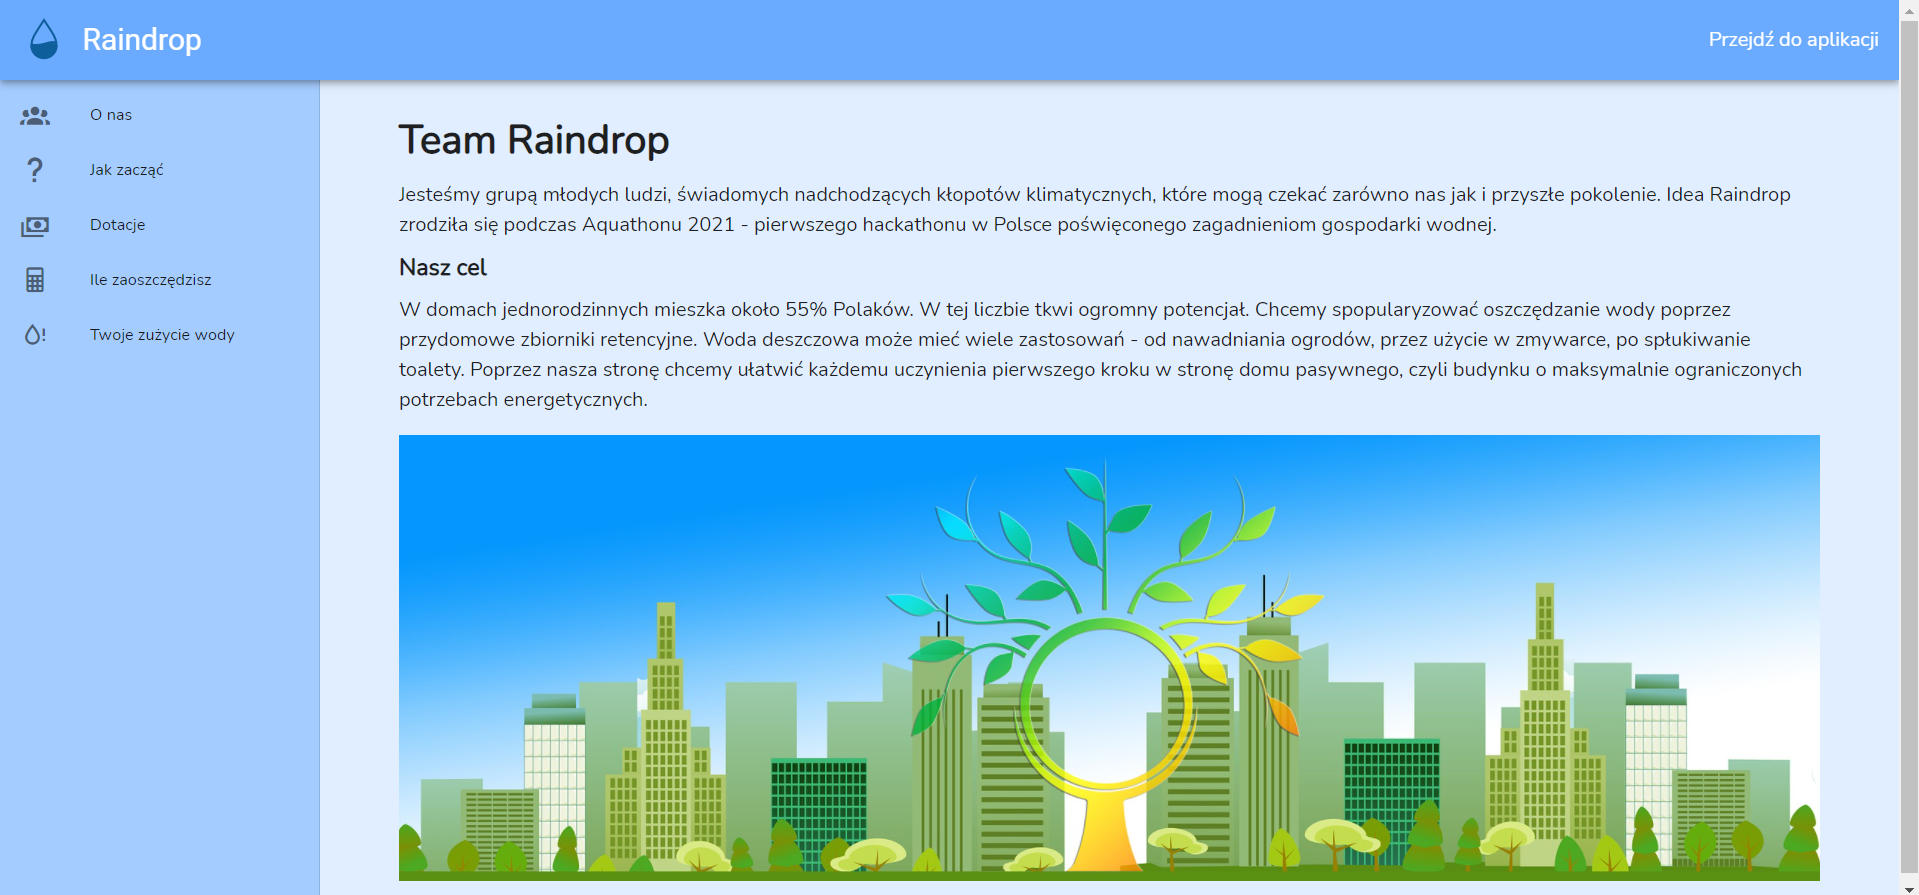 Raindrop
Przejdź do aplikacji
O nas
Jak zacząć
Dotacje
Ile zaoszczędzisz
Twoje zużycie wody
Team Raindrop
Jesteśmy grupą młodych ludzi, świadomych nadchodzących kłopotów klimatycznych, które mogą czekać zarówno nas jak i przyszłe pokolenie. Idea Raindrop
zrodziła się podczas Aquathonu 2021 - pierwszego hackathonu w Polsce poświęconego zagadnieniom gospodarki wodnej.
Nasz cel
W domach jednorodzinnych mieszka około 55% Polaków. W tej liczbie tkwi ogromny potencjał. Chcemy spopularyzować oszczędzanie wody poprzez
przydomowe zbiorniki retencyjne. Woda deszczowa może mieć wiele zastosowań - od nawadniania ogrodów, przez użycie w zmywarce, po spłukiwanie
toalety. Poprzez nasza stronę chcemy ułatwić każdemu uczynienia pierwszego kroku w stronę domu pasywnego, czyli budynku o maksymalnie ograniczonych
potrzebach energetycznych.